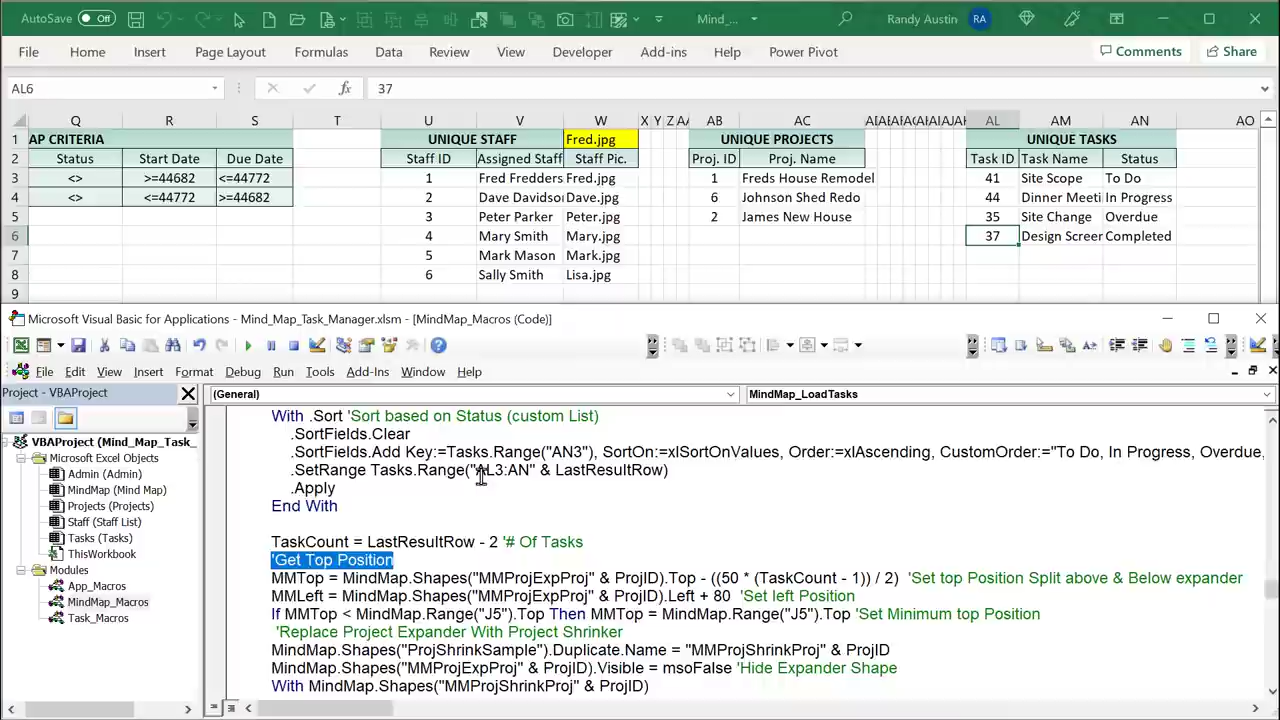 AutoSave Off Mind_... Randy Austin RA
File Home Insert Page Layout Formulas Data Review View Developer Add-ins Help Power Pivot Comments Share
AL6 fx 37
Q R S T U V W X Y Z AB AC AL AM AN AO
1 AP CRITERIA UNIQUE STAFF Fred.jpg UNIQUE PROJECTS UNIQUE TASKS
2 Status Start Date Due Date Staff ID Assigned Staff Staff Pic. Proj. ID Proj. Name Task ID Task Name Status
3 <> >=44682 <=44772 1 Fred Fredders Fred.jpg 1 Freds House Remodel 41 Site Scope To Do
4 <> <=44772 >=44682 2 Dave Davidso Dave.jpg 6 Johnson Shed Redo 44 Dinner Meeti In Progress
5 3 Peter Parker Peter.jpg 2 James New House 35 Site Change Overdue
6 4 Mary Smith Mary.jpg 37 Design Screer Completed
7 5 Mark Mason Mark.jpg
8 6 Sally Smith Lisa.jpg
9
Microsoft Visual Basic for Applications - Mind_Map_Task_Manager.xlsm - [MindMap_Macros (Code)]
File Edit View Insert Format Debug Run Tools Add-Ins Window Help
Project - VBAProject
(General) MindMap_LoadTasks
VBAProject (Mind_Map_Task_
Microsoft Excel Objects
Admin (Admin)
MindMap (Mind Map)
Projects (Projects)
Staff (Staff List)
Tasks (Tasks)
ThisWorkbook
Modules
App_Macros
MindMap_Macros
Task_Macros
With .Sort 'Sort based on Status (custom List)
.SortFields.Clear
.SortFields.Add Key:=Tasks.Range("AN3"), SortOn:=xlSortOnValues, Order:=xlAscending, CustomOrder:="To Do, In Progress, Overdue,
.SetRange Tasks.Range("AL3:AN" & LastResultRow)
.Apply
End With
TaskCount = LastResultRow - 2 '# Of Tasks
'Get Top Position
MMTop = MindMap.Shapes("MMProjExpProj" & ProjID).Top - ((50 * (TaskCount - 1)) / 2) 'Set top Position Split above & Below expander
MMLeft = MindMap.Shapes("MMProjExpProj" & ProjID).Left + 80 'Set left Position
If MMTop < MindMap.Range("J5").Top Then MMTop = MindMap.Range("J5").Top 'Set Minimum top Position
'Replace Project Expander With Project Shrinker
MindMap.Shapes("ProjShrinkSample").Duplicate.Name = "MMProjShrinkProj" & ProjID
MindMap.Shapes("MMProjExpProj" & ProjID).Visible = msoFalse 'Hide Expander Shape
With MindMap.Shapes("MMProjShrinkProj" & ProjID)